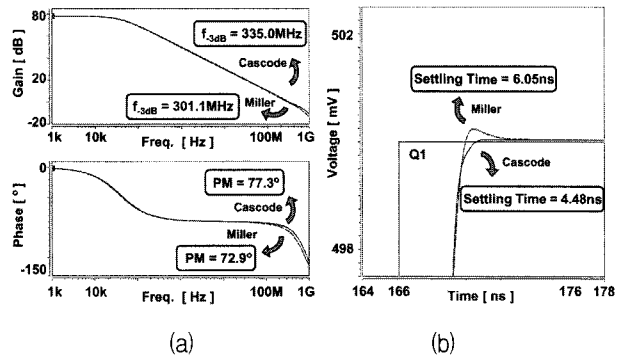 80
20
-20
Gain [ dB ]
f-3dB = 335.0MHz
Cascode
f-3dB = 301.1MHz
Miller
1k 10k 100M 1G
Freq. [ Hz ]
0
-150
Phase [ ° ]
PM = 77.3°
Cascode
Miller
PM = 72.9°
1k 10k 100M 1G
Freq. [ Hz ]
(a)
502
498
Voltage [ mV ]
Settling Time = 6.05ns
Miller
Q1
Cascode
Settling Time = 4.48ns
164 166 176 178
Time [ ns ]
(b)